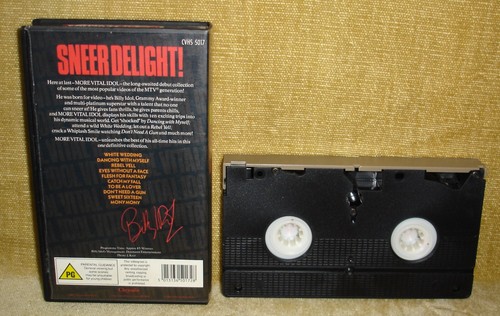 CVHS 5017
SNEER DELIGHT!
Here at last–MORE VITAL IDOL–the long-awaited debut collection
of some of the most popular videos of the MTV generation!
He was born for video–he's Billy Idol, Grammy Award-winner
and multi-platinum superstar with a talent that no one
can sneer at! He gives fans thrills, he gives parents chills,
and MORE VITAL IDOL displays his skills with ten exciting trips into
his dynamic musical world. Get "shocked" by Dancing with Myself;
attend a wild White Wedding, let out a Rebel Yell;
crack a Whiplash Smile watching Don't Need A Gun and much more!
MORE VITAL IDOL–unleashes the best of his all-time hits in this
one definitive collection.
WHITE WEDDING
DANCING WITH MYSELF
REBEL YELL
EYES WITHOUT A FACE
FLESH FOR FANTASY
CATCH MY FALL
TO BE A LOVER
DON'T NEED A GUN
SWEET SIXTEEN
MONY MONY
Billy Idol
PG
PARENTAL GUIDANCE
Chrysalis